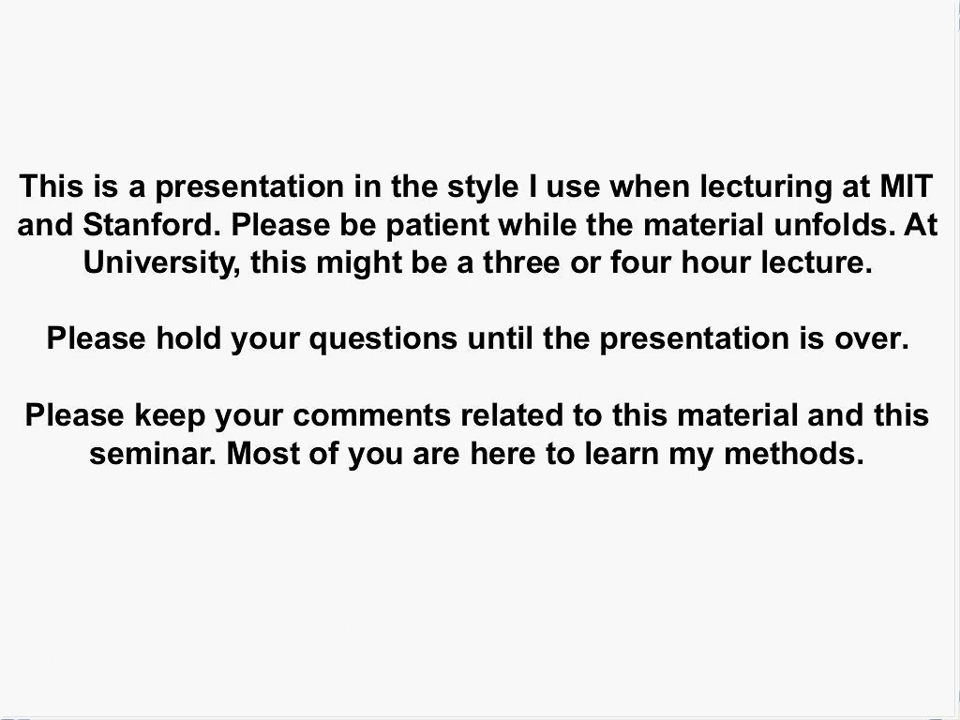 This is a presentation in the style I use when lecturing at MIT
and Stanford. Please be patient while the material unfolds. At
University, this might be a three or four hour lecture.
Please hold your questions until the presentation is over.
Please keep your comments related to this material and this
seminar. Most of you are here to learn my methods.